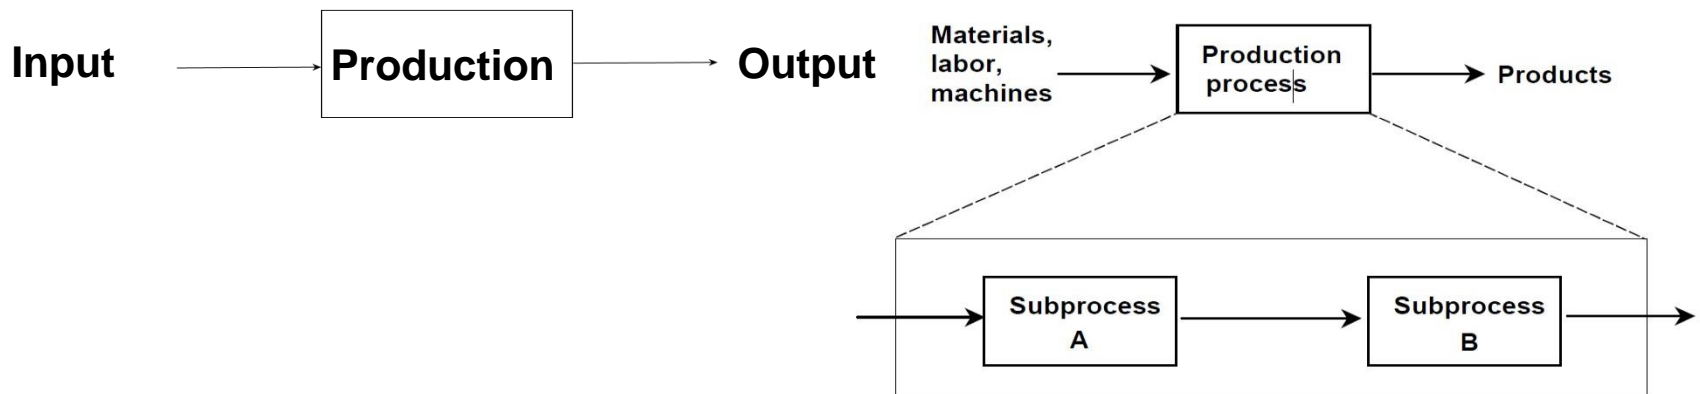 Input
Production
Output
Materials,
labor,
machines
Production
process
Products
Subprocess
A
Subprocess
B